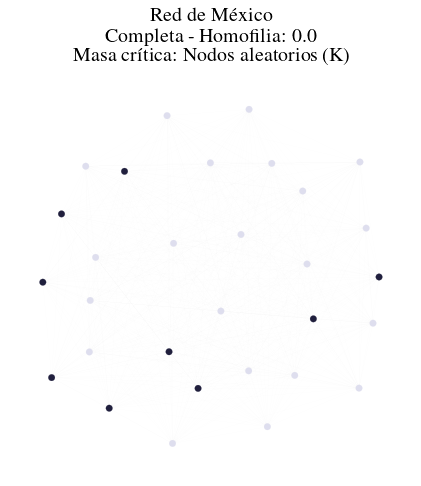 Red de México
Completa - Homofilia: 0.0
Masa crítica: Nodos aleatorios (K)